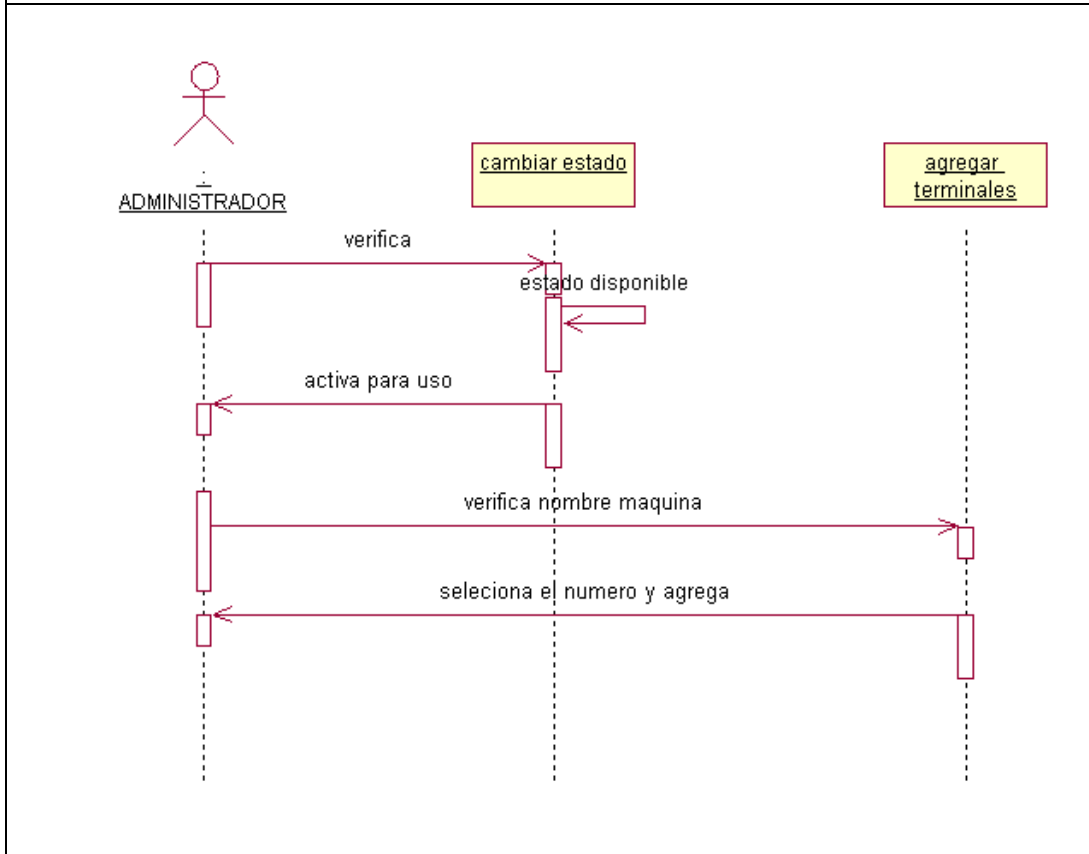 :
ADMINISTRADOR
cambiar estado
agregar
terminales
verifica
estado disponible
activa para uso
verifica nombre maquina
seleciona el numero y agrega